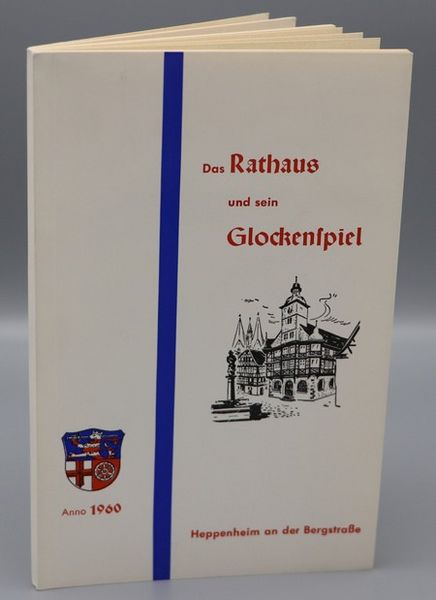 Das Rathaus
und sein
Glockenſpiel
Anno 1960
Heppenheim an der Bergstraße